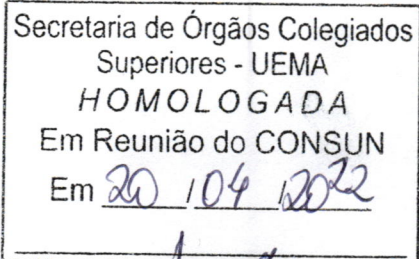 Secretaria de Órgãos Colegiados
Superiores - UEMA
HOMOLOGADA
Em Reunião do CONSUN
Em 20 / 04 / 2022